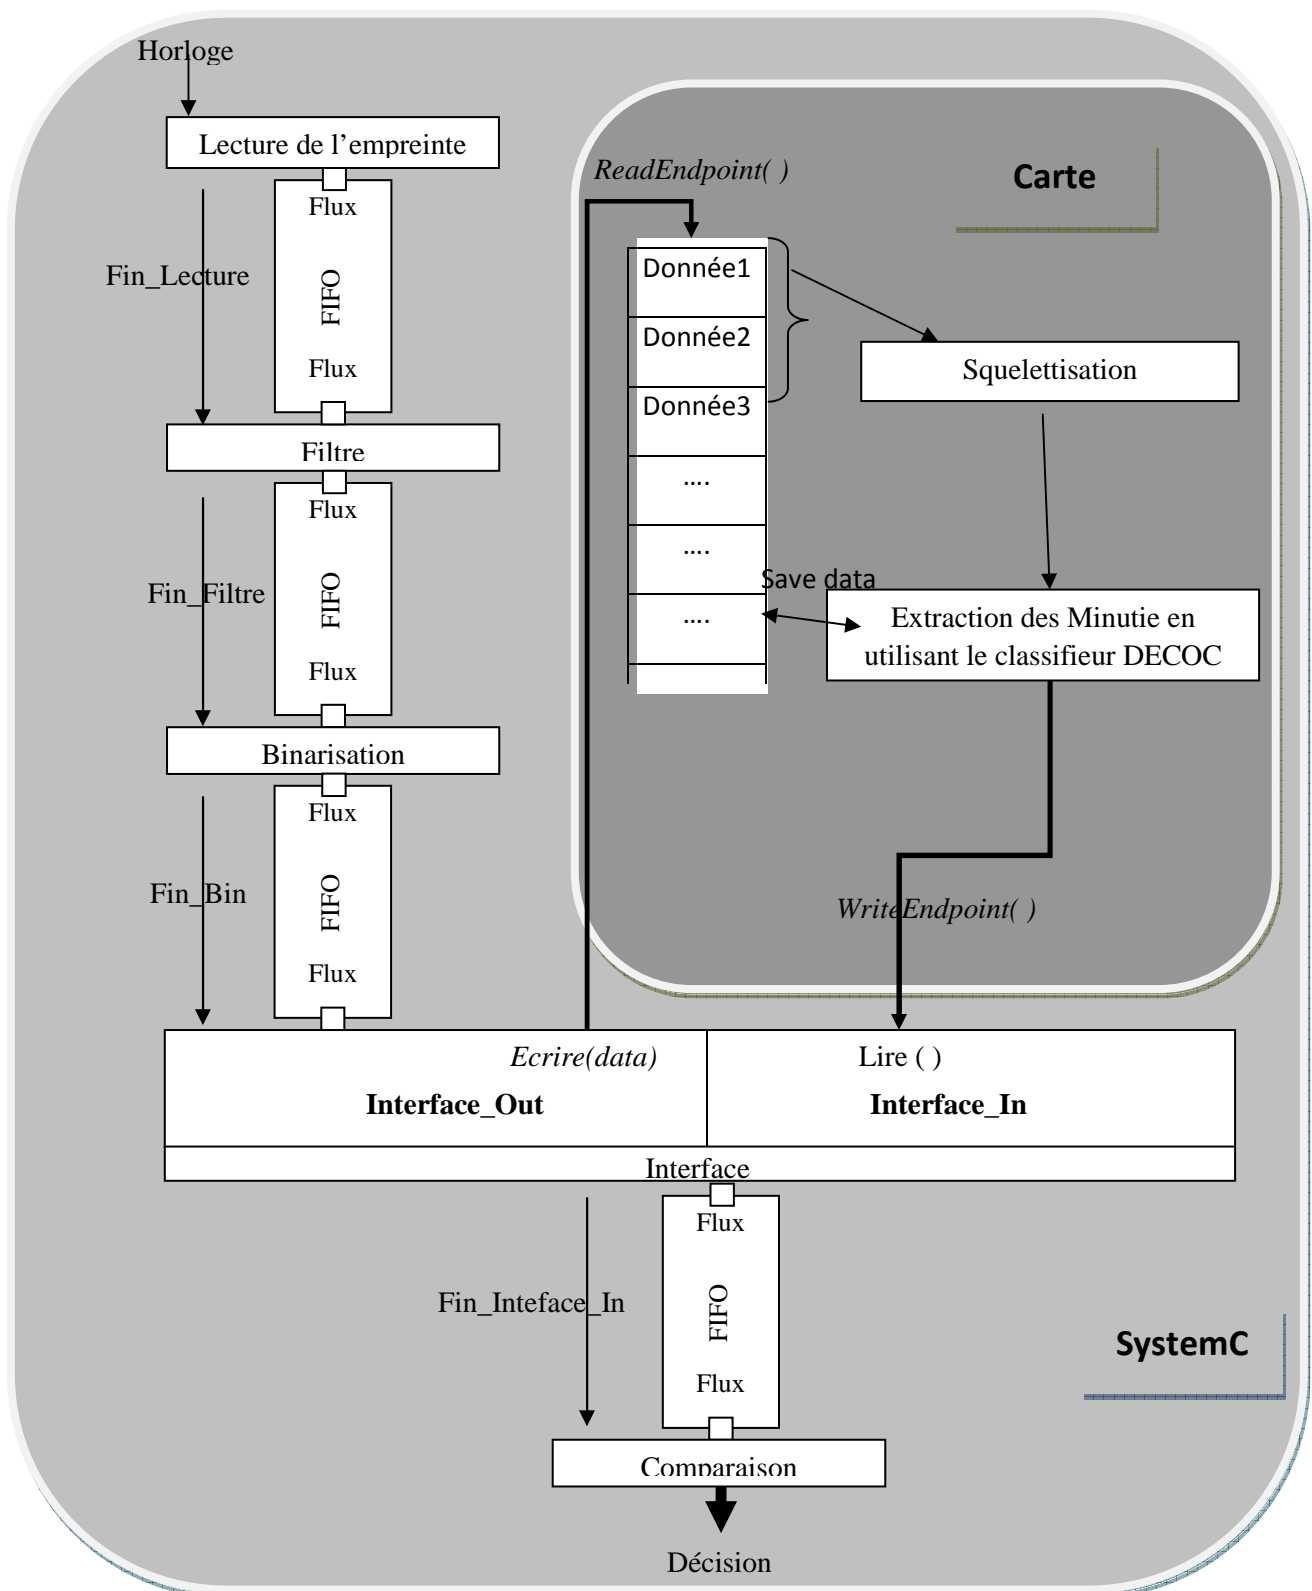 Horloge
Lecture de l'empreinte
Flux
FIFO
Flux
Fin_Lecture
Filtre
Flux
FIFO
Flux
Fin_Filtre
Binarisation
Flux
FIFO
Flux
Fin_Bin
ReadEndpoint( )
Carte
Donnée1
Donnée2
Donnée3
....
....
....
Squelettisation
Save data
Extraction des Minutie en
utilisant le classifieur DECOC
WriteEndpoint( )
Ecrire(data)
Interface_Out
Lire ( )
Interface_In
Interface
Flux
FIFO
Flux
Fin_Inteface_In
SystemC
Comparaison
Décision